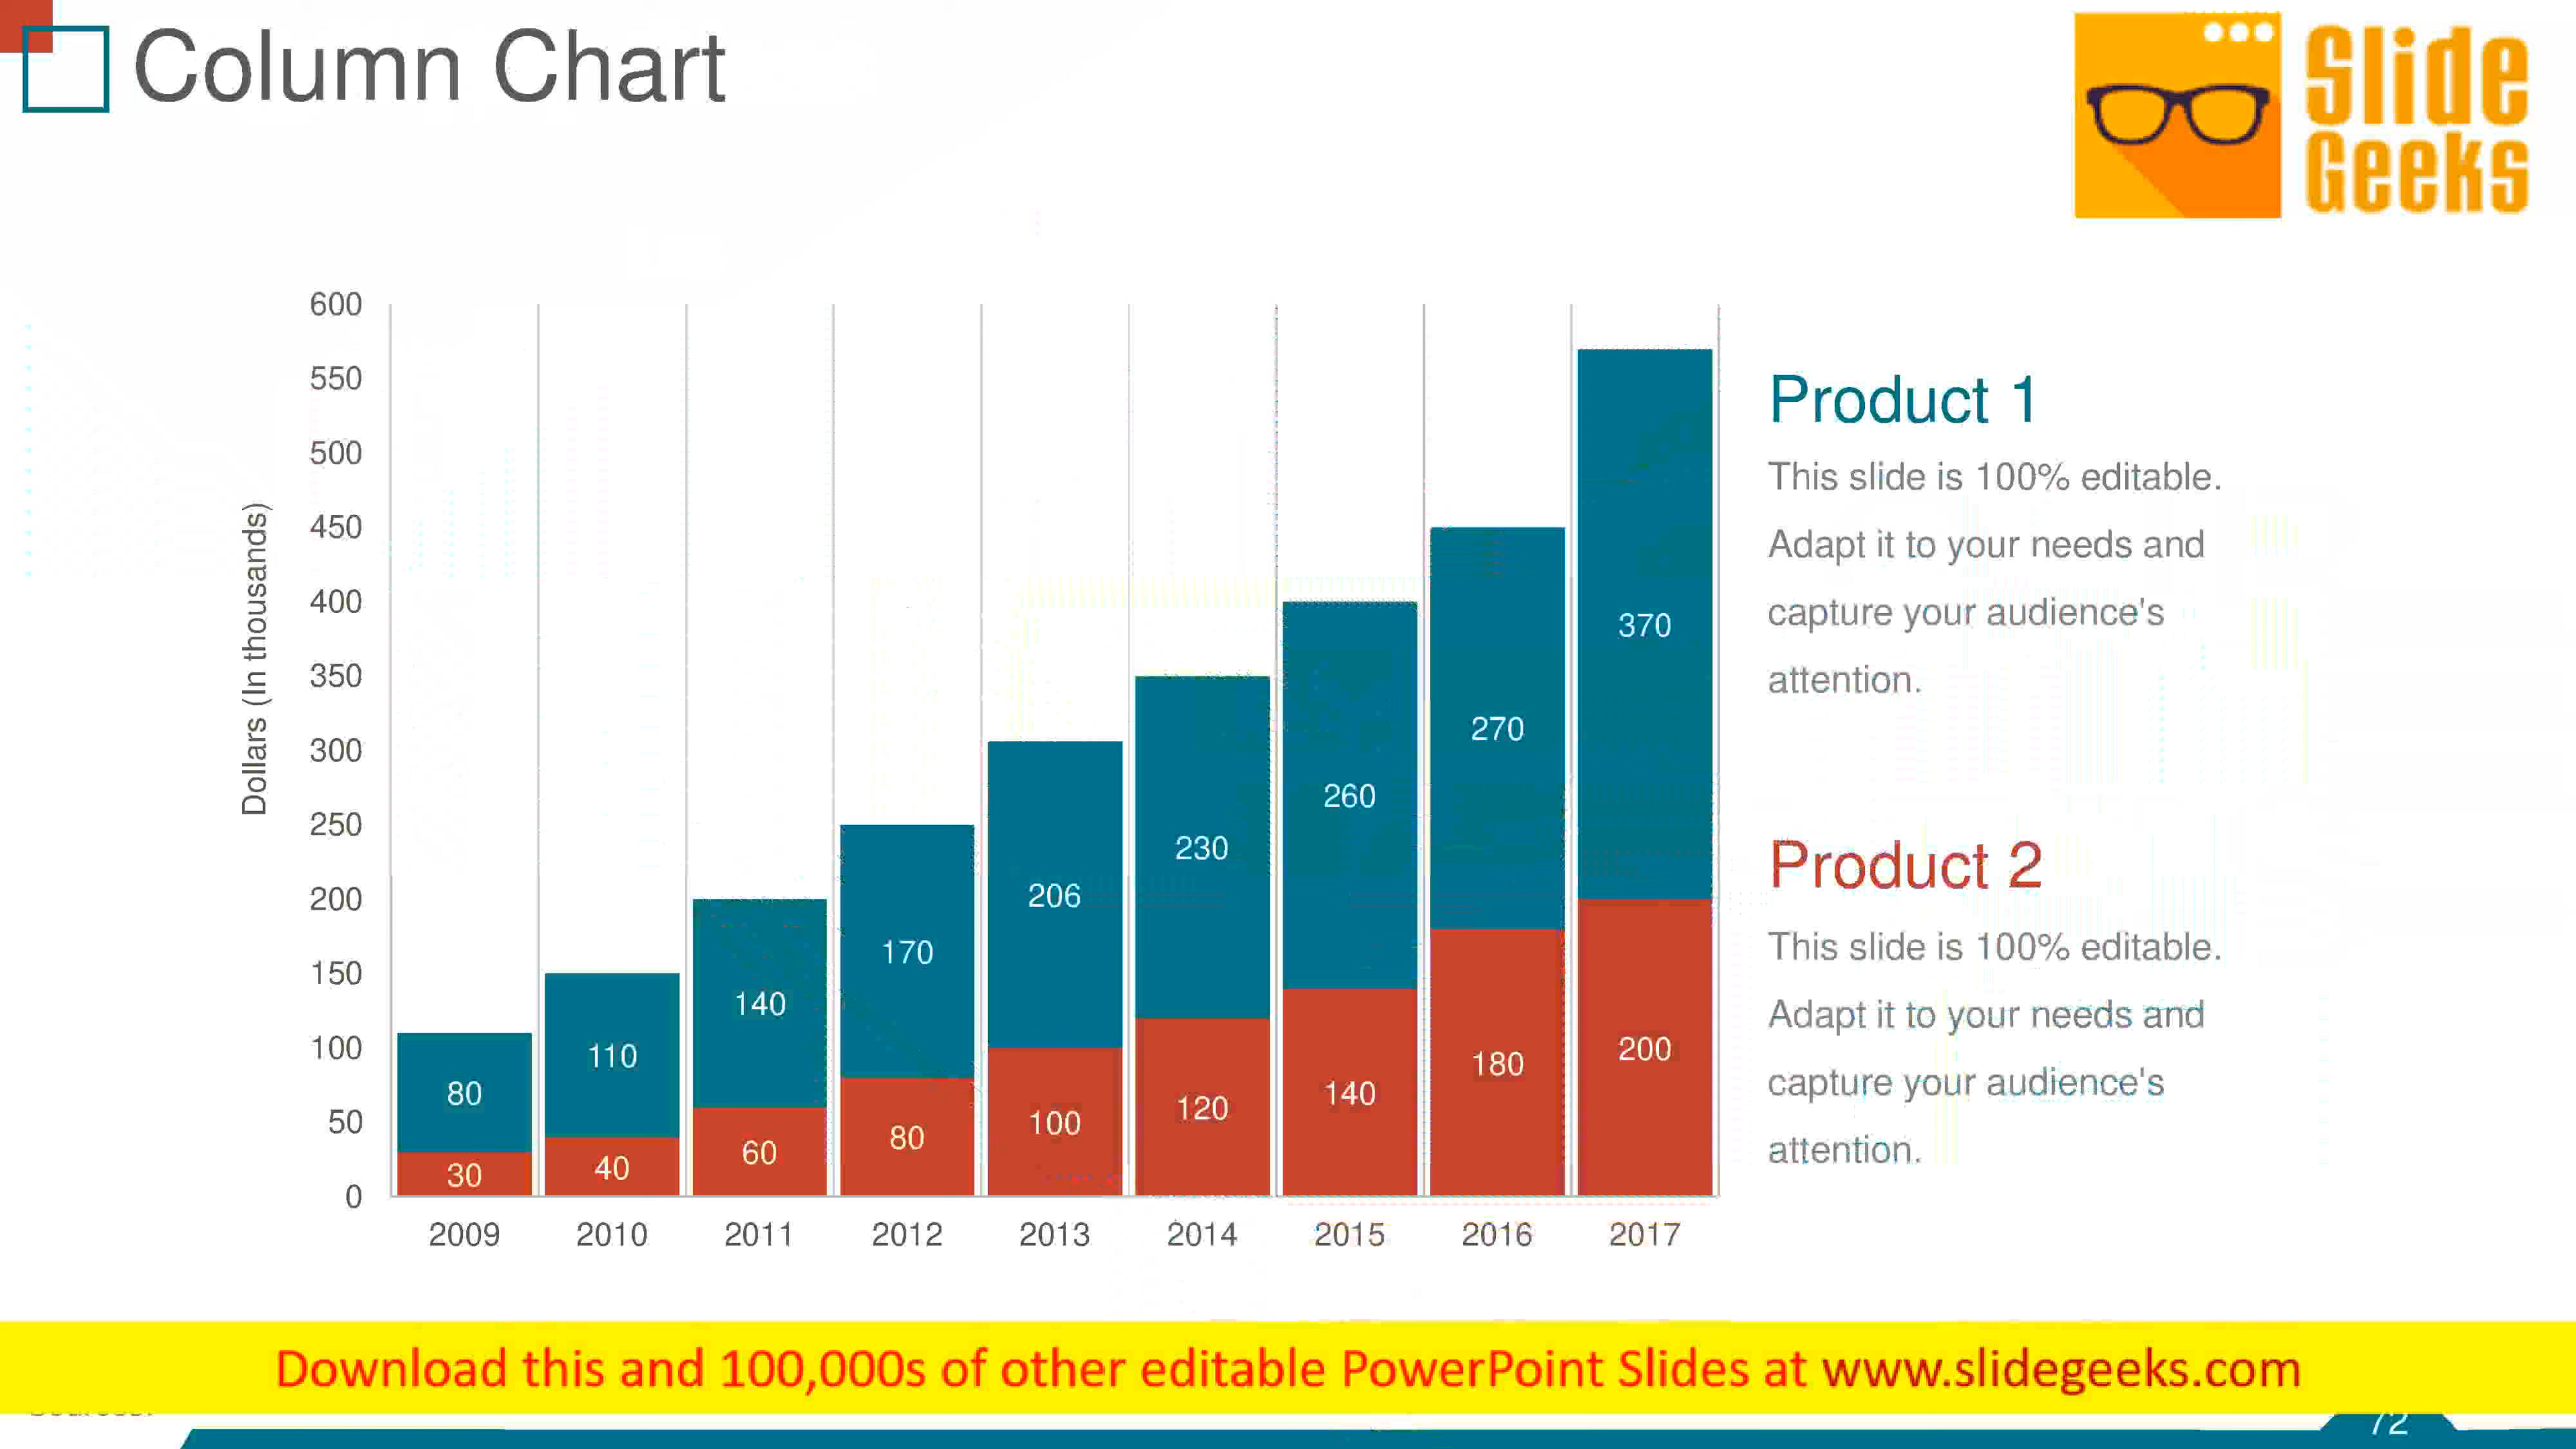 Column Chart
Slide
Geeks
600
550
500
450
400
350
300
250
200
150
100
50
0
Dollars (In thousands)
80
110
140
170
206
230
260
270
370
30
40
60
80
100
120
140
180
200
2009 2010 2011 2012 2013 2014 2015 2016 2017
Product 1
This slide is 100% editable.
Adapt it to your needs and
capture your audience's
attention.
Product 2
This slide is 100% editable.
Adapt it to your needs and
capture your audience's
attention.
Download this and 100,000s of other editable PowerPoint Slides at www.slidegeeks.com
72